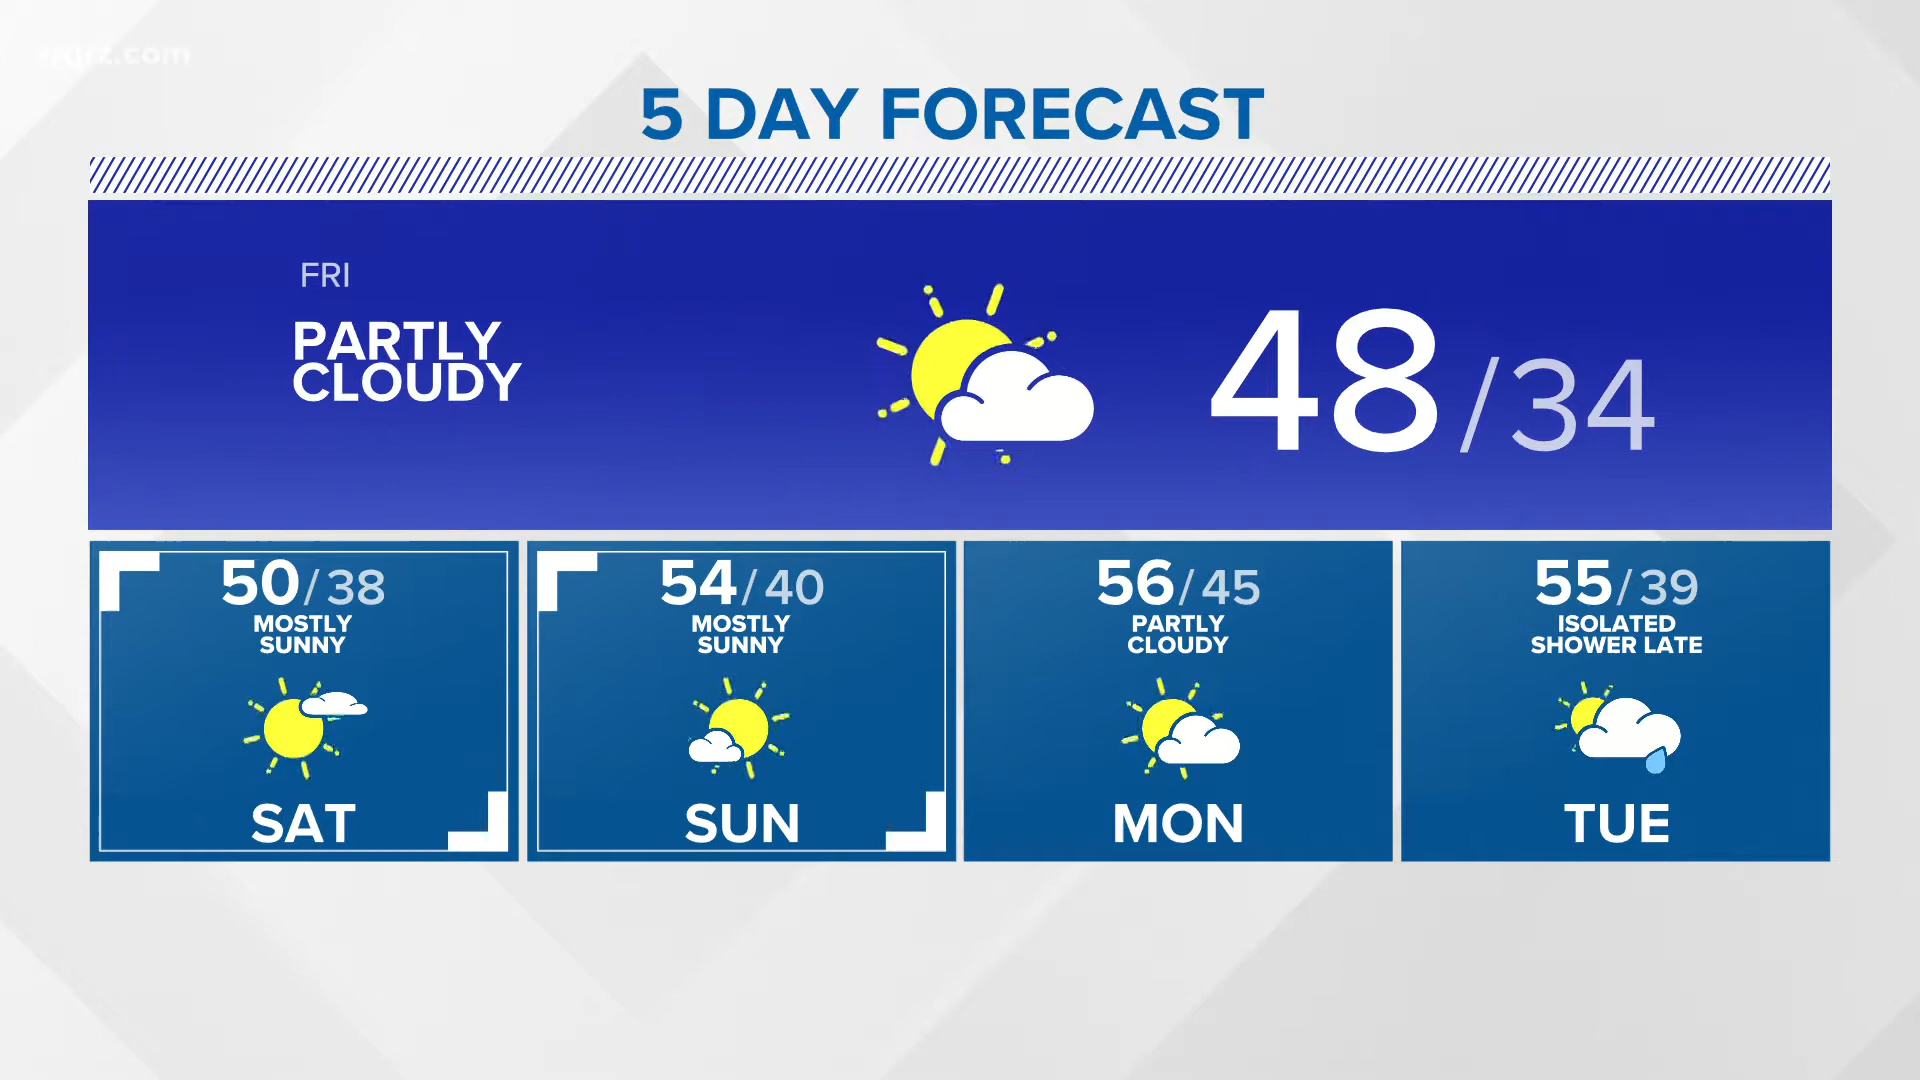 5 DAY FORECAST
FRI
PARTLY
CLOUDY
48/34
50/38
MOSTLY
SUNNY
SAT
54/40
MOSTLY
SUNNY
SUN
56/45
PARTLY
CLOUDY
MON
55/39
ISOLATED
SHOWER LATE
TUE